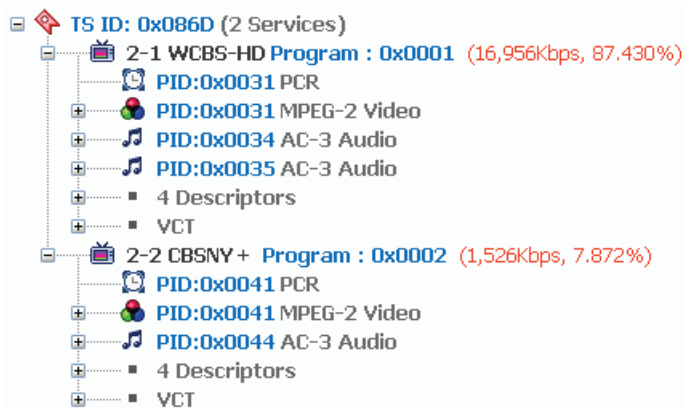 TS ID: 0x086D (2 Services)
2-1 WCBS-HD Program : 0x0001 (16,956Kbps, 87.430%)
PID:0x0031 PCR
PID:0x0031 MPEG-2 Video
PID:0x0034 AC-3 Audio
PID:0x0035 AC-3 Audio
4 Descriptors
VCT
2-2 CBSNY+ Program : 0x0002 (1,526Kbps, 7.872%)
PID:0x0041 PCR
PID:0x0041 MPEG-2 Video
PID:0x0044 AC-3 Audio
4 Descriptors
VCT